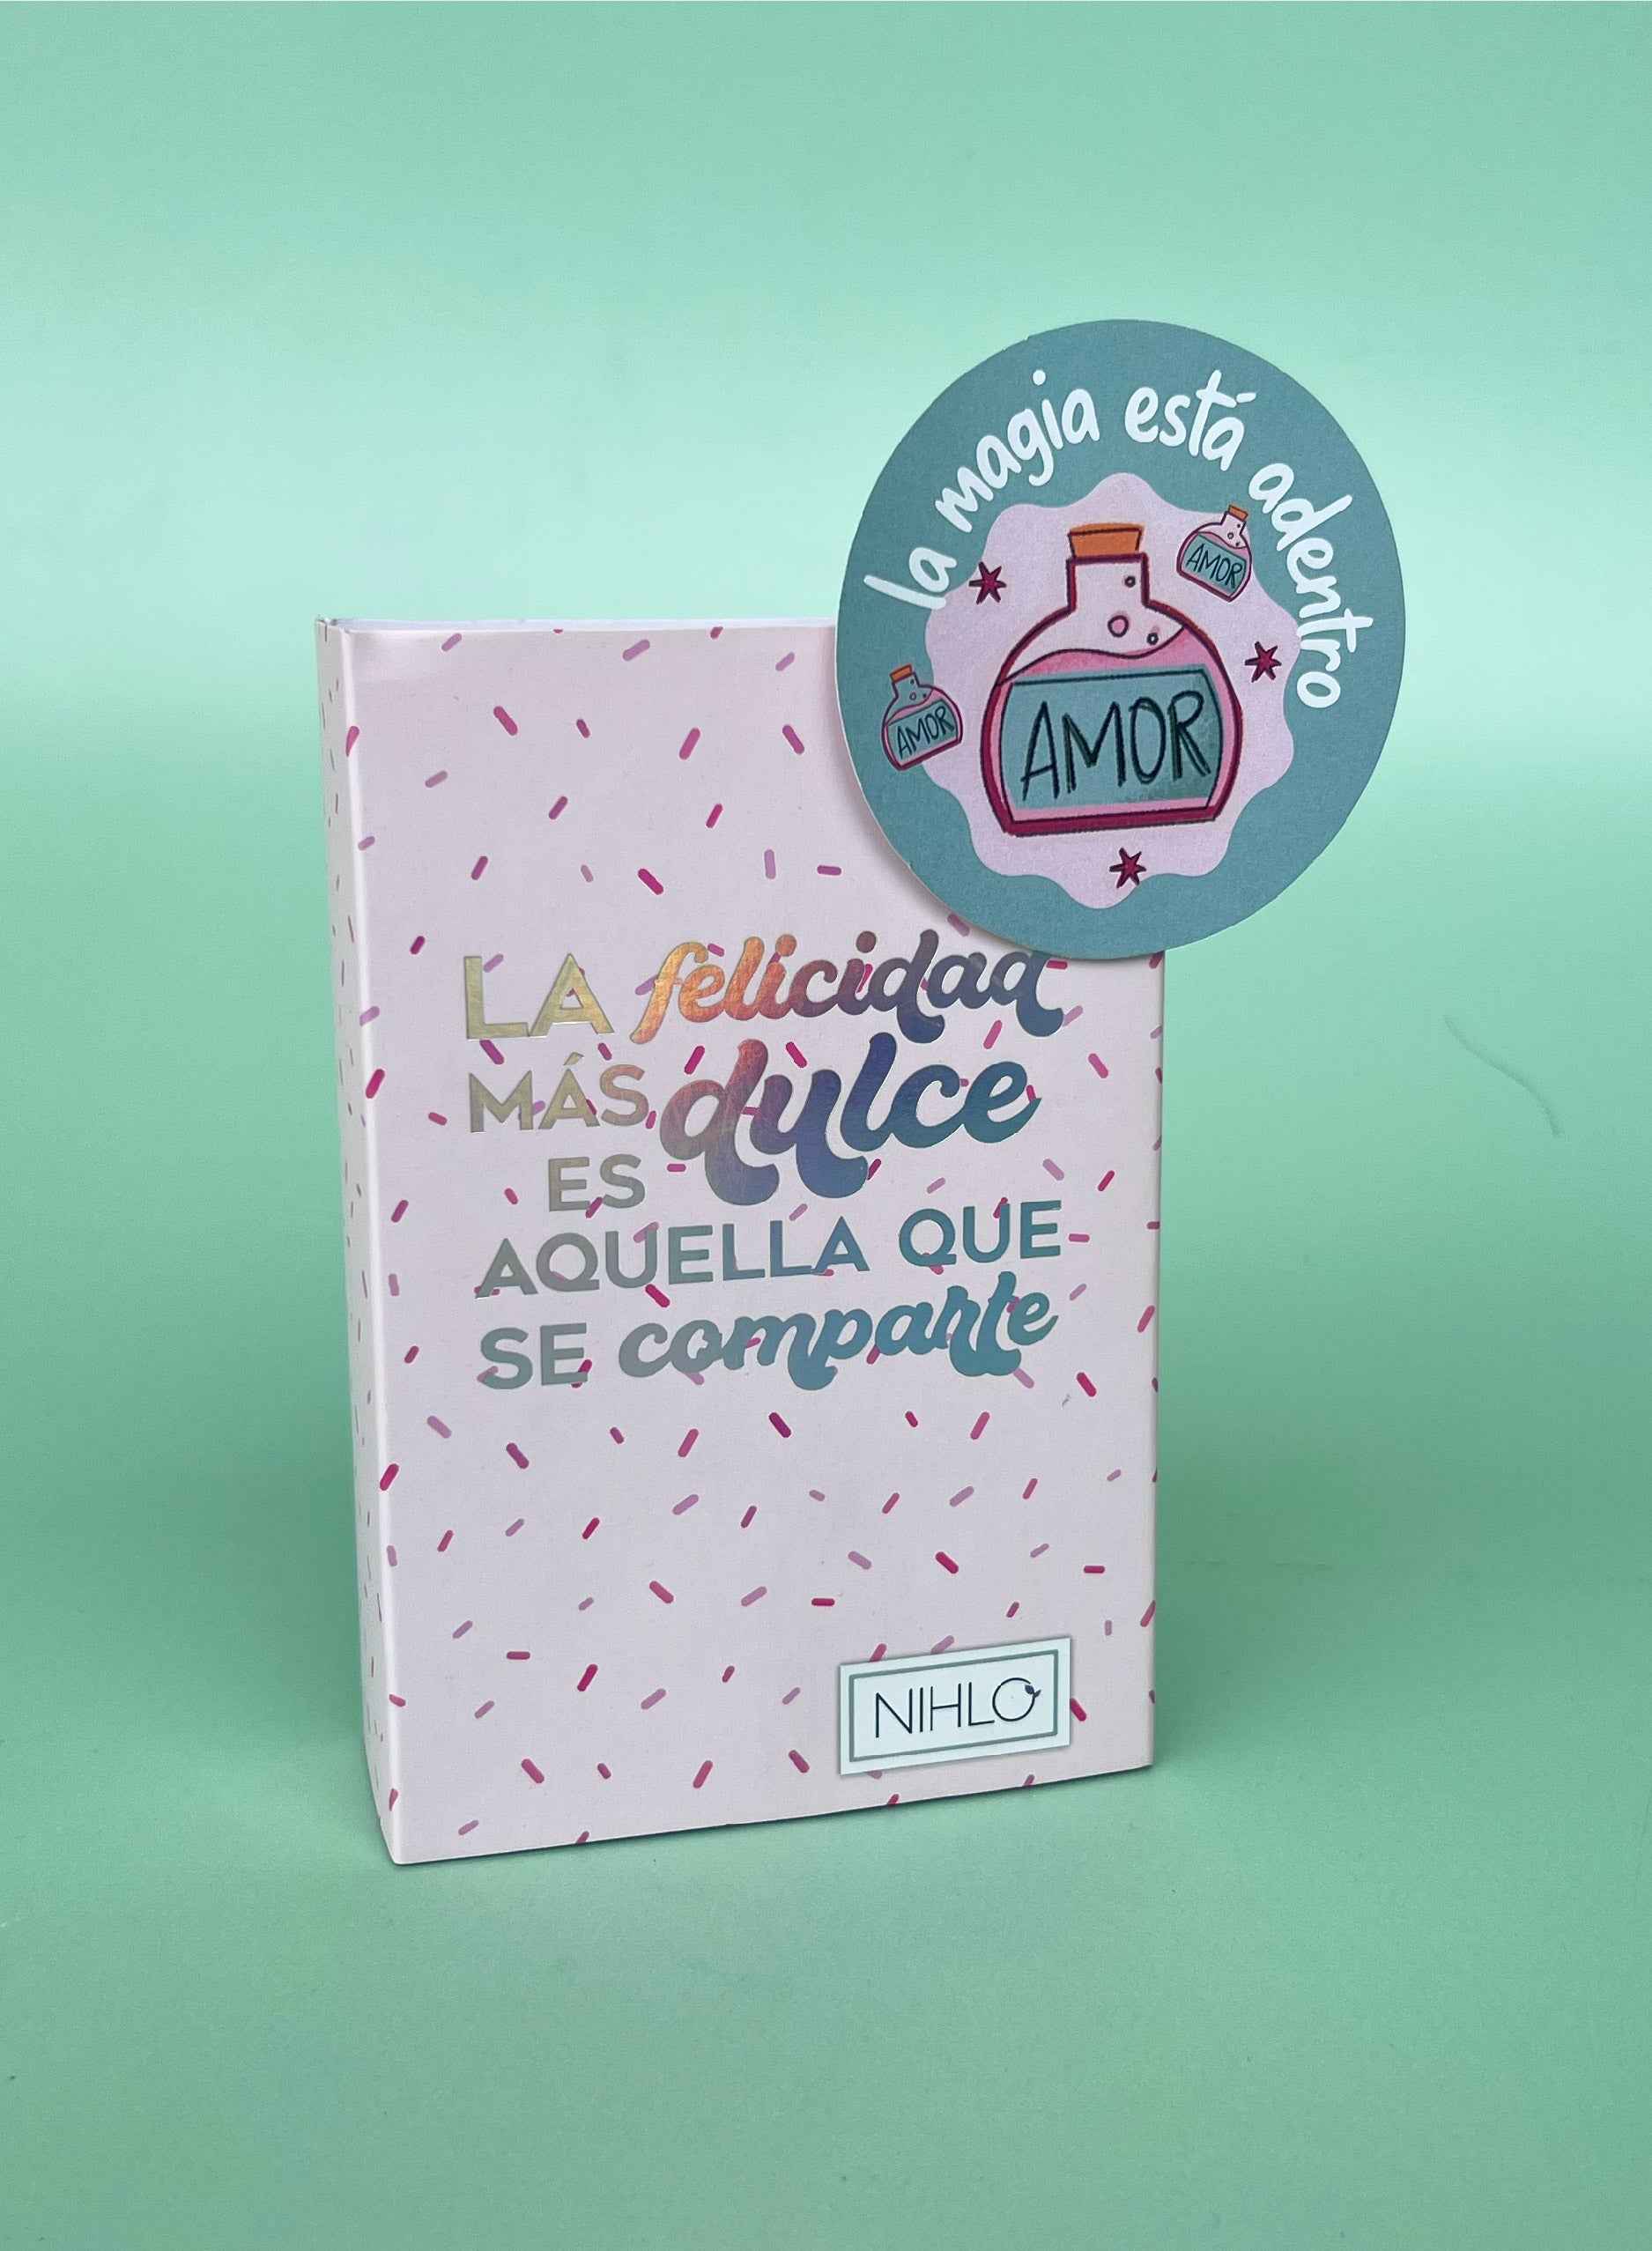 la magia está adentro
AMOR
AMOR
AMOR
LA felicidad
MÁS dulce
ES
AQUELLA QUE
SE comparte
NIHLO